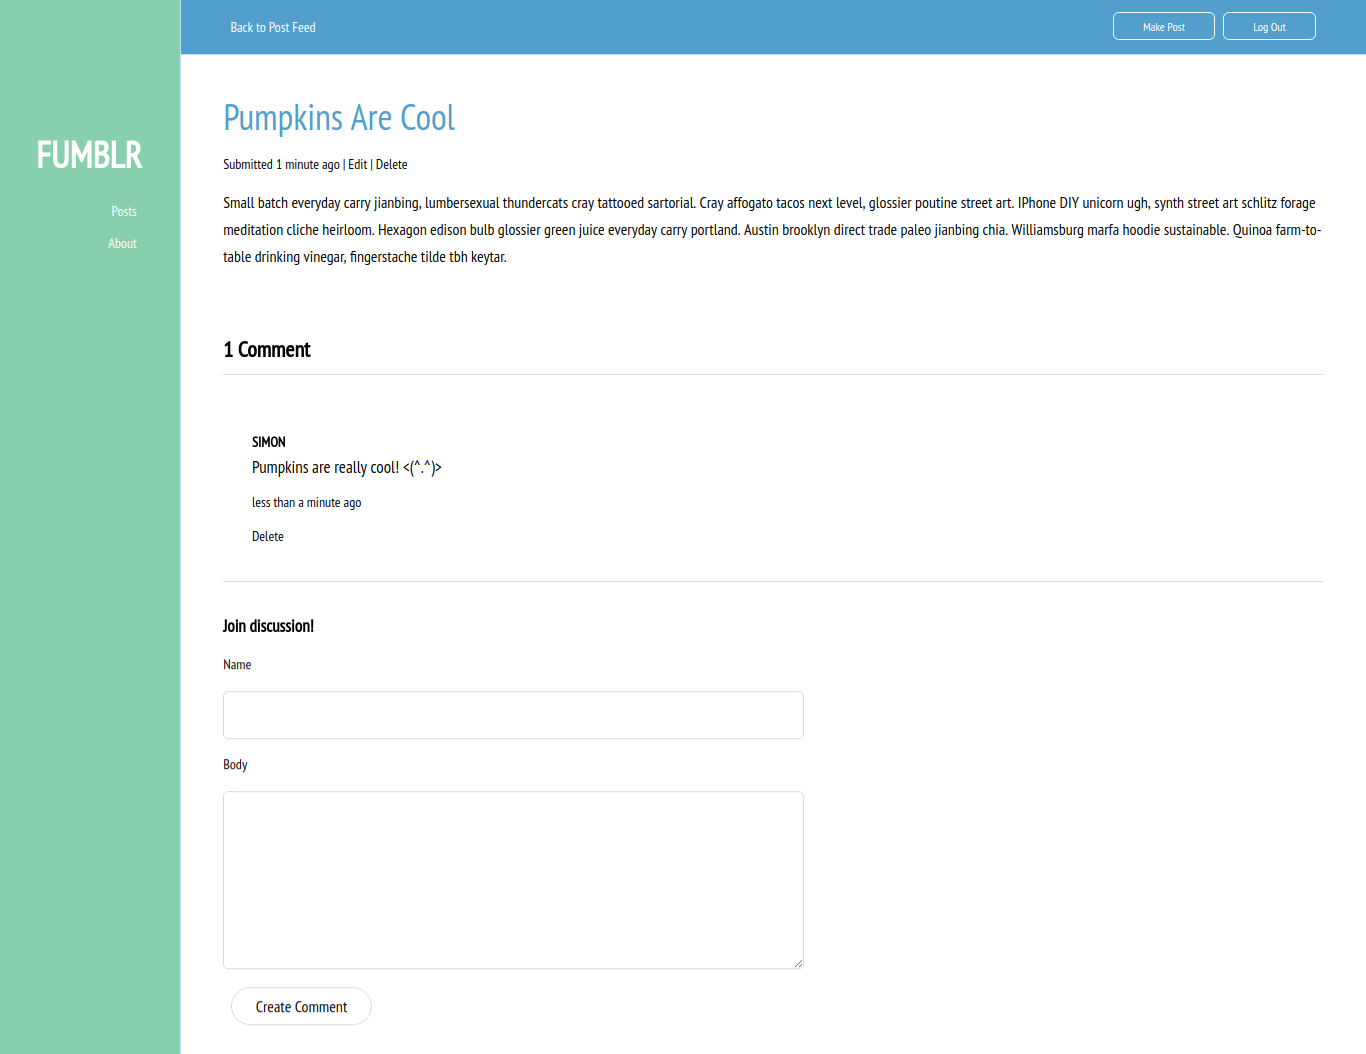 Back to Post Feed
Make Post
Log Out
FUMBLR
Posts
About
Pumpkins Are Cool
Submitted 1 minute ago | Edit | Delete
Small batch everyday carry jianbing, lumbersexual thundercats cray tattooed sartorial. Cray affogato tacos next level, glossier poutine street art. IPhone DIY unicorn ugh, synth street art schlitz forage
meditation cliche heirloom. Hexagon edison bulb glossier green juice everyday carry portland. Austin brooklyn direct trade paleo jianbing chia. Williamsburg marfa hoodie sustainable. Quinoa farm-to-
table drinking vinegar, fingerstache tilde tbh keytar.
1 Comment
SIMON
Pumpkins are really cool! <(^.^)>
less than a minute ago
Delete
Join discussion!
Name
Body
Create Comment